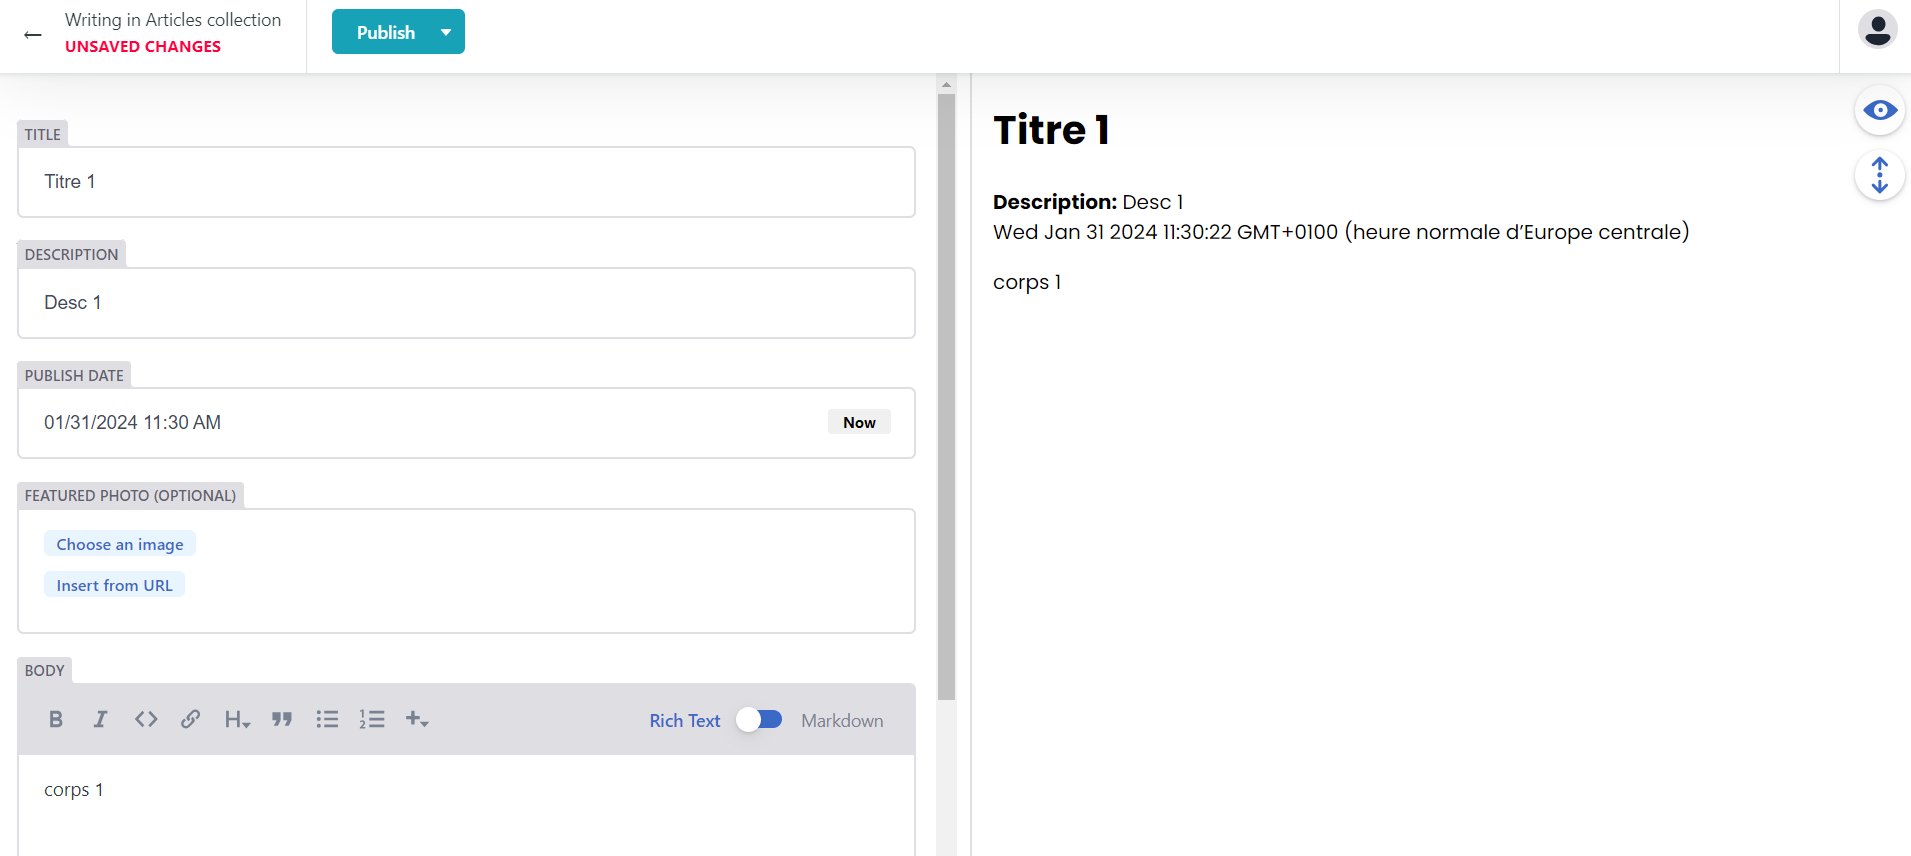 Writing in Articles collection
UNSAVED CHANGES
Publish
TITLE
Titre 1
DESCRIPTION
Desc 1
PUBLISH DATE
01/31/2024 11:30 AM
Now
FEATURED PHOTO (OPTIONAL)
Choose an image
Insert from URL
BODY
Rich Text Markdown
corps 1
Titre 1
Description: Desc 1
Wed Jan 31 2024 11:30:22 GMT+0100 (heure normale d’Europe centrale)
corps 1